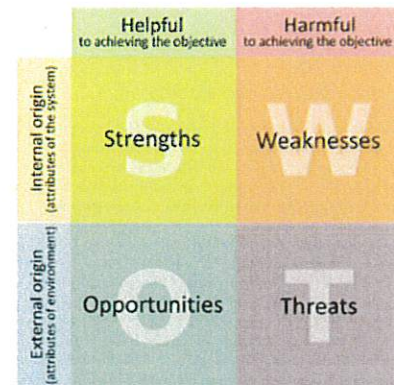 Helpful
to achieving the objective
Harmful
to achieving the objective
Internal origin
(attributes of the system)
S
Strengths
W
Weaknesses
External origin
(attributes of environment)
O
Opportunities
T
Threats